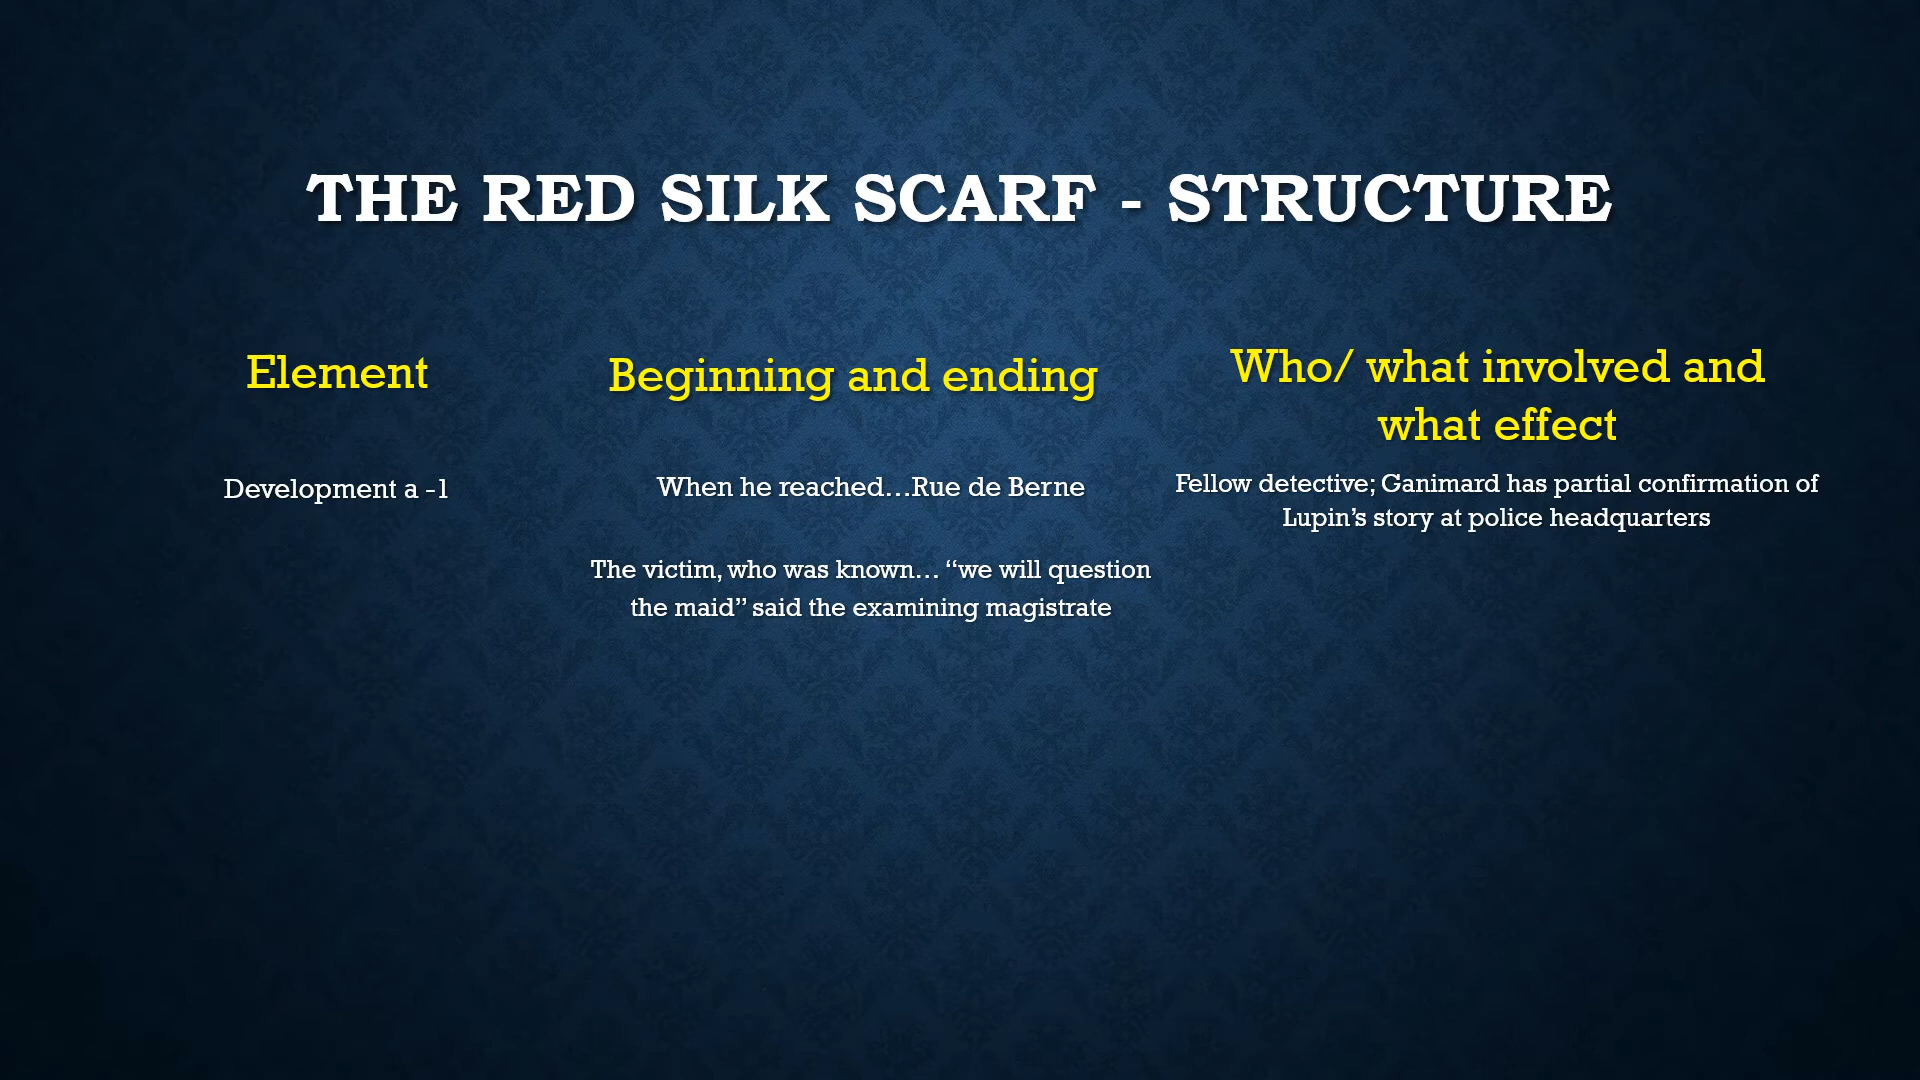 THE RED SILK SCARF - STRUCTURE
Element
Beginning and ending
Who/ what involved and
what effect
Development a -1
When he reached…Rue de Berne
Fellow detective; Ganimard has partial confirmation of
Lupin’s story at police headquarters
The victim, who was known… “we will question
the maid” said the examining magistrate